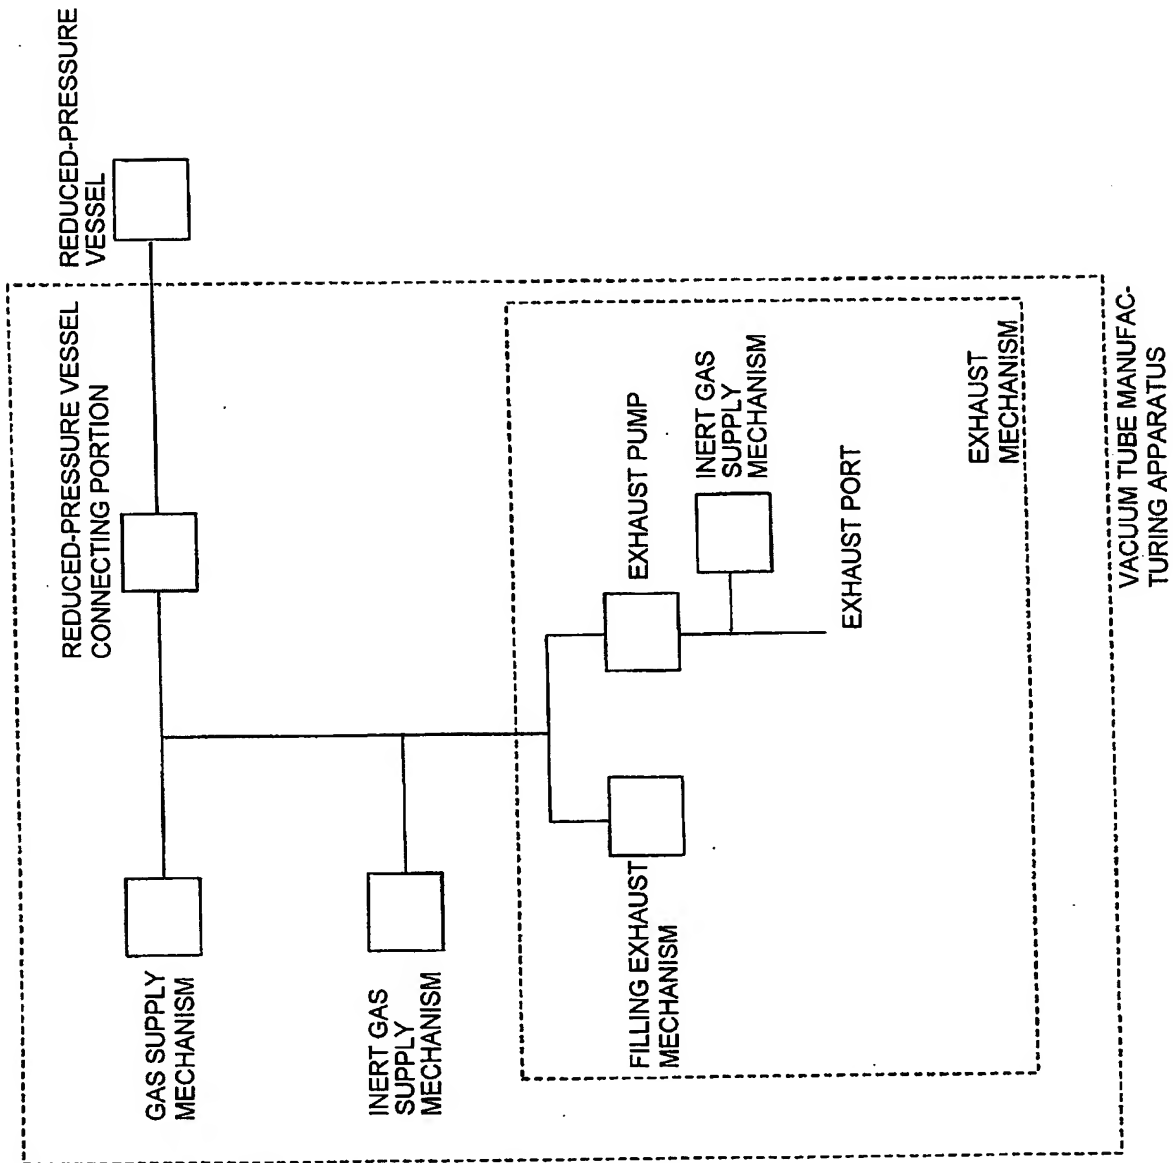 REDUCED-PRESSURE
VESSEL
REDUCED-PRESSURE VESSEL
CONNECTING PORTION
GAS SUPPLY
MECHANISM
INERT GAS
SUPPLY
MECHANISM
FILLING EXHAUST
MECHANISM
EXHAUST PUMP
INERT GAS
SUPPLY
MECHANISM
EXHAUST PORT
EXHAUST
MECHANISM
VACUUM TUBE MANUFAC-
TURING APPARATUS